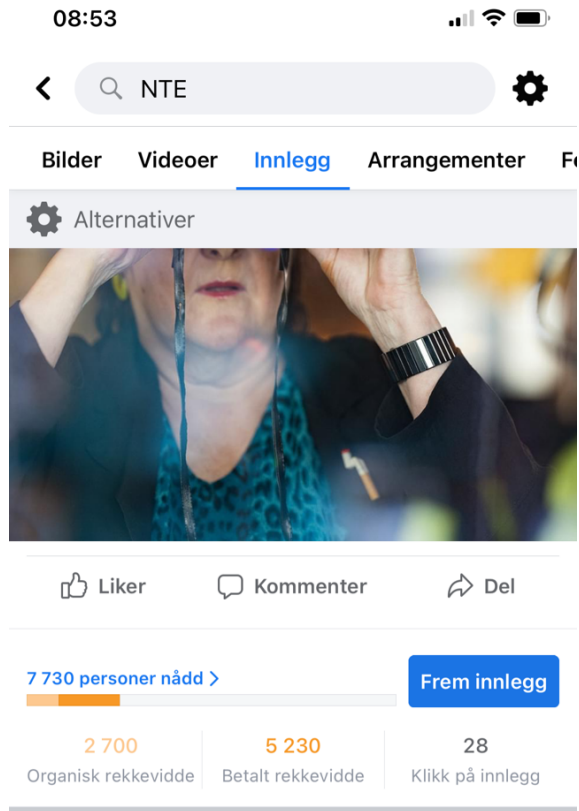 08:53
NTE
Bilder Videoer Innlegg Arrangementer
Alternativer
Liker Kommenter Del
7 730 personer nådd >
Frem innlegg
2 700 5 230 28
Organisk rekkevidde Betalt rekkevidde Klikk på innlegg